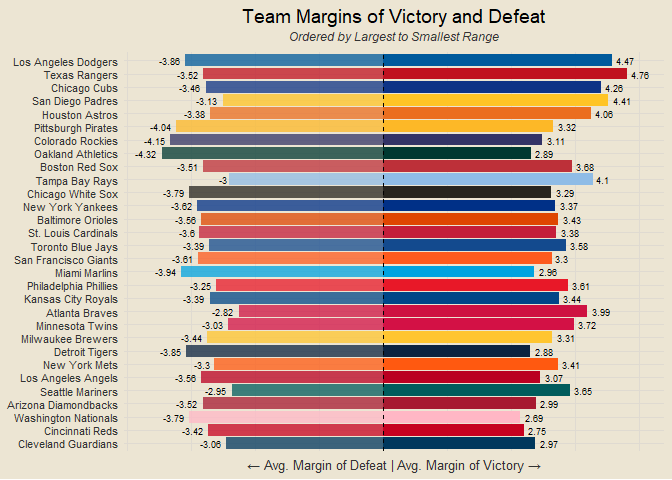 Team Margins of Victory and Defeat
Ordered by Largest to Smallest Range
Los Angeles Dodgers -3.86 4.47
Texas Rangers -3.52 4.76
Chicago Cubs -3.46 4.26
San Diego Padres -3.13 4.41
Houston Astros -3.38 4.06
Pittsburgh Pirates -4.04 3.32
Colorado Rockies -4.15 3.11
Oakland Athletics -4.32 2.89
Boston Red Sox -3.51 3.68
Tampa Bay Rays -3 4.1
Chicago White Sox -3.79 3.29
New York Yankees -3.62 3.37
Baltimore Orioles -3.56 3.43
St. Louis Cardinals -3.6 3.38
Toronto Blue Jays -3.39 3.58
San Francisco Giants -3.61 3.3
Miami Marlins -3.94 2.96
Philadelphia Phillies -3.25 3.61
Kansas City Royals -3.39 3.44
Atlanta Braves -2.82 3.99
Minnesota Twins -3.03 3.72
Milwaukee Brewers -3.44 3.31
Detroit Tigers -3.85 2.88
New York Mets -3.3 3.41
Los Angeles Angels -3.56 3.07
Seattle Mariners -2.95 3.65
Arizona Diamondbacks -3.52 2.99
Washington Nationals -3.79 2.69
Cincinnati Reds -3.42 2.75
Cleveland Guardians -3.06 2.97
← Avg. Margin of Defeat | Avg. Margin of Victory →